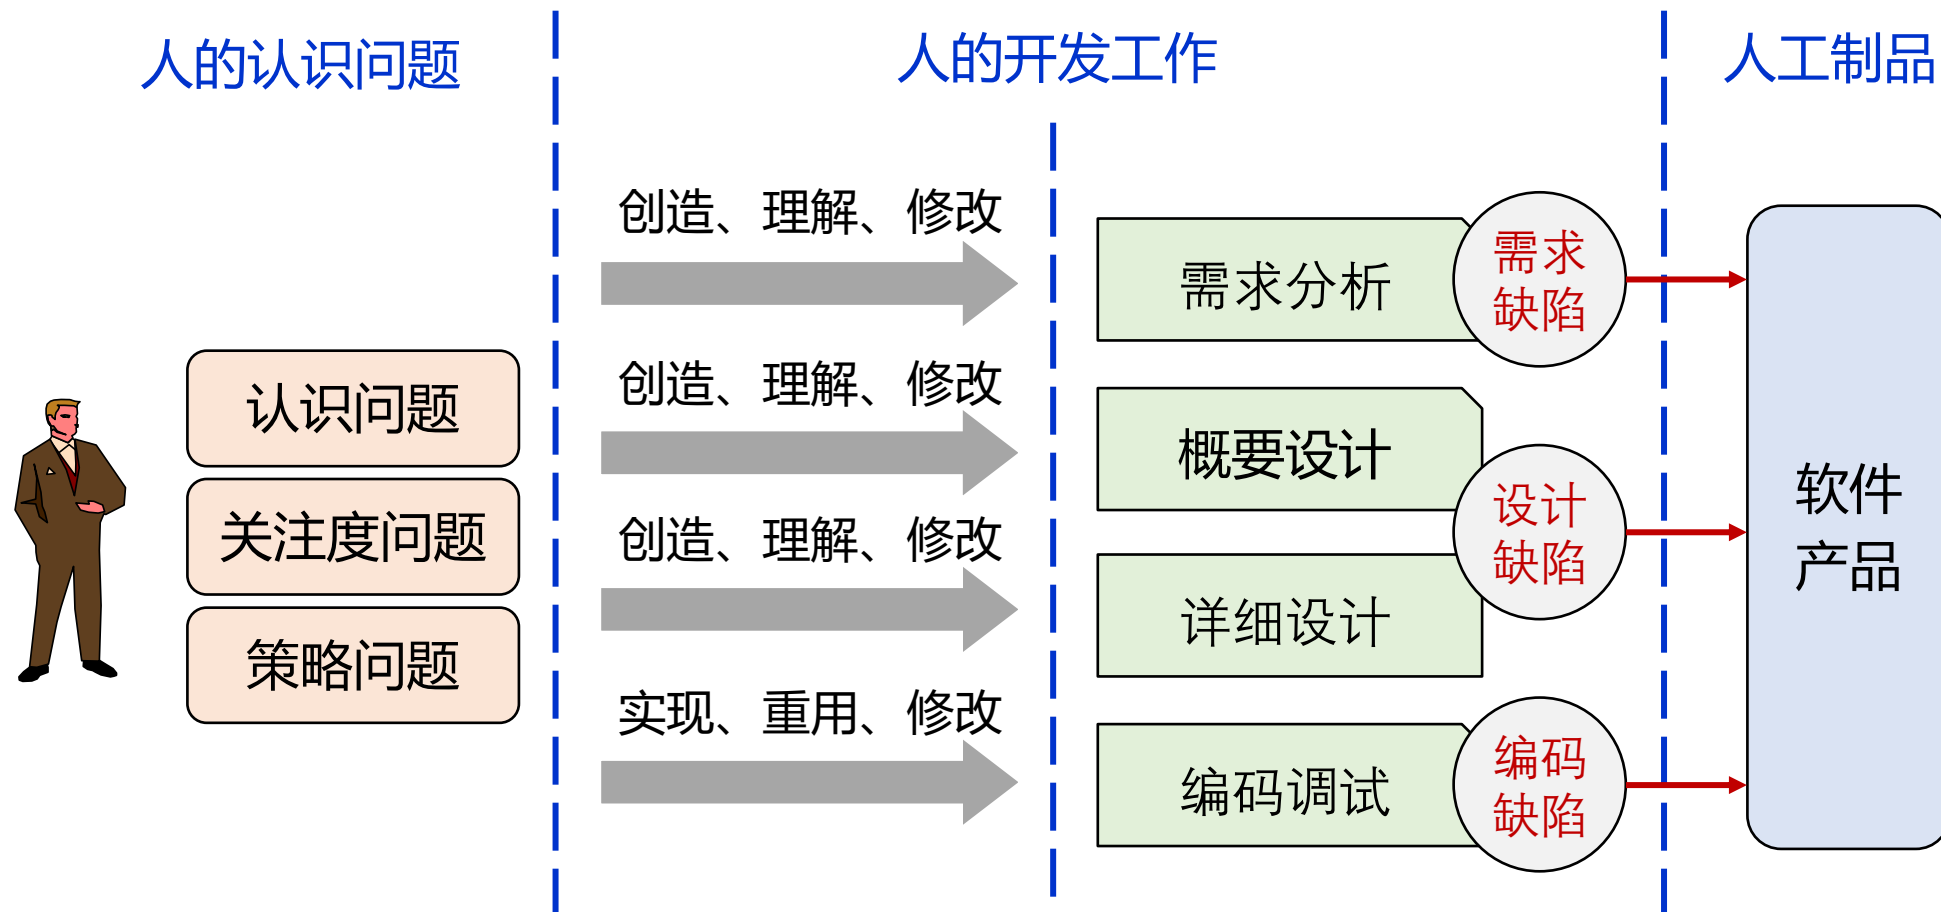 人的认识问题
人的开发工作
人工制品
认识问题
关注度问题
策略问题
创造、理解、修改
创造、理解、修改
创造、理解、修改
实现、重用、修改
需求分析
概要设计
详细设计
编码调试
需求
缺陷
设计
缺陷
编码
缺陷
软件
产品